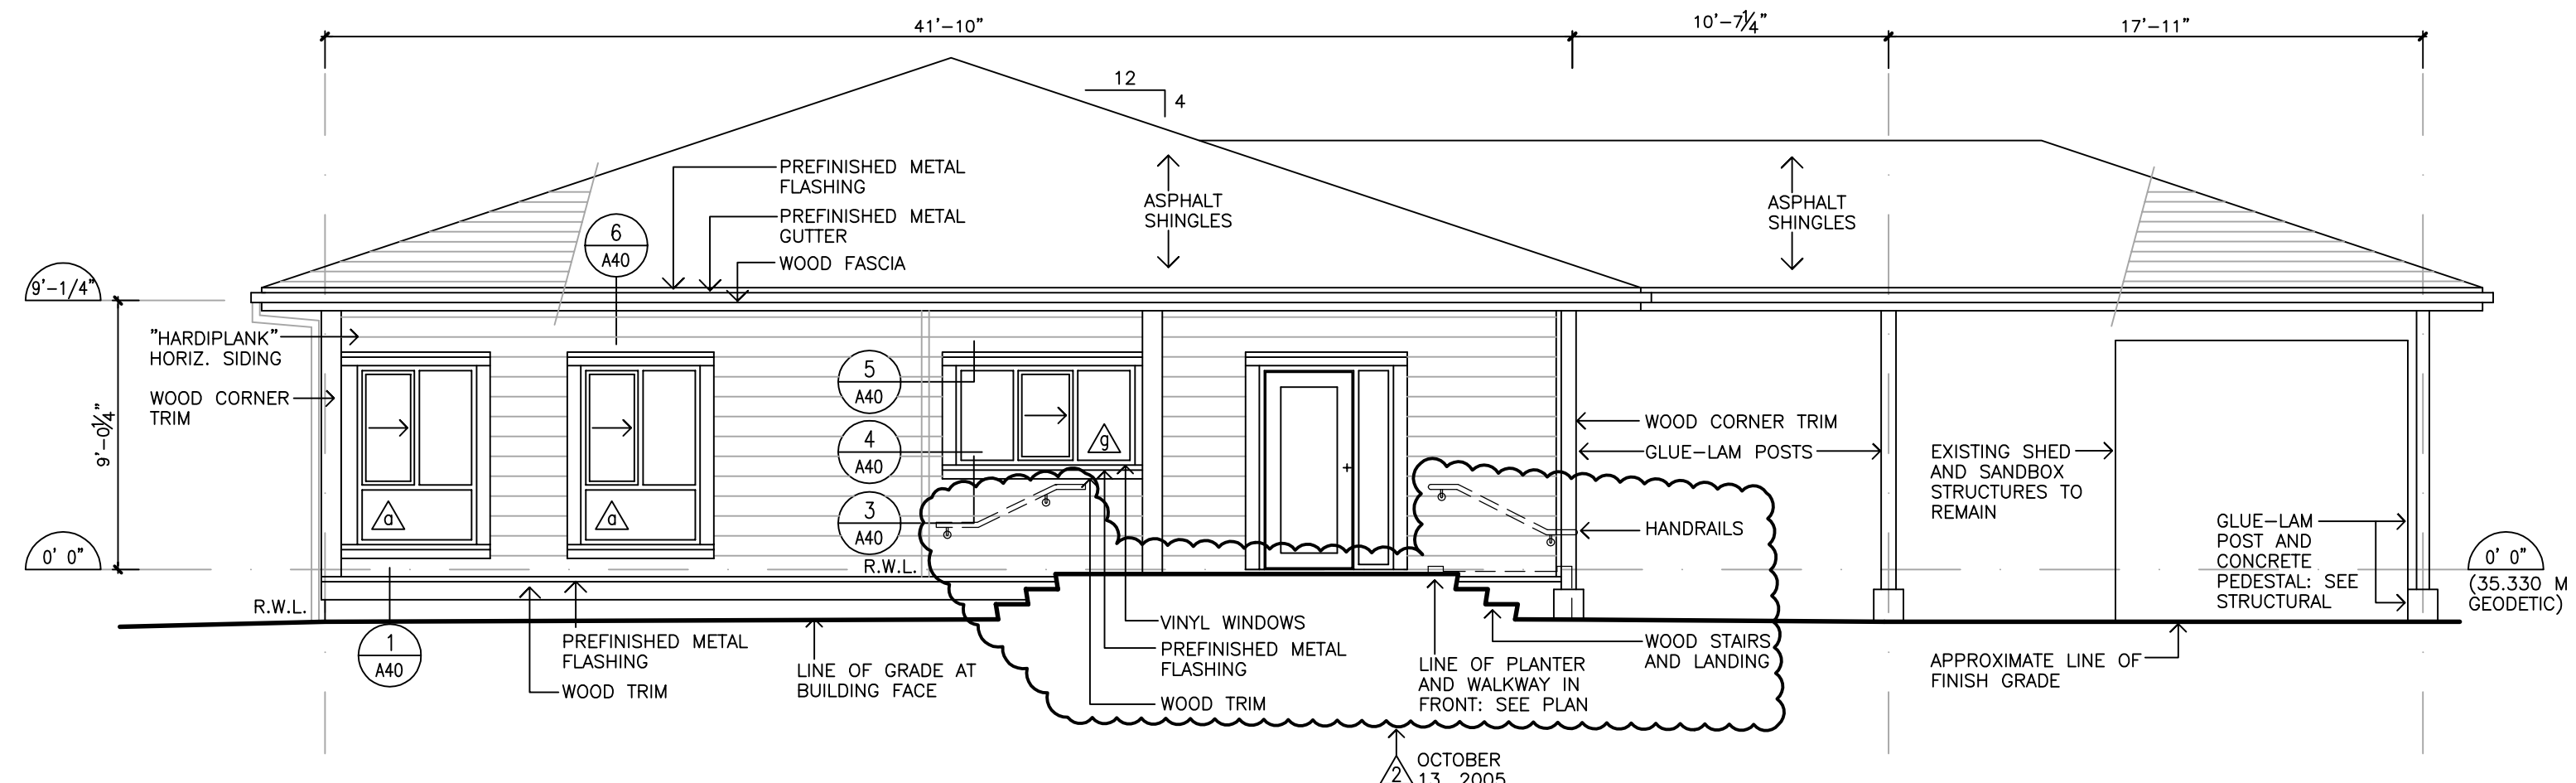 41'-10"
10'-7 1/4"
17'-11"
12
4
PREFINISHED METAL
FLASHING
PREFINISHED METAL
GUTTER
WOOD FASCIA
ASPHALT
SHINGLES
ASPHALT
SHINGLES
6
A40
9'-1/4"
9'-0 1/4"
0' 0"
"HARDIPLANK"
HORIZ. SIDING
WOOD CORNER
TRIM
5
A40
4
A40
3
A40
a
a
g
R.W.L.
R.W.L.
1
A40
PREFINISHED METAL
FLASHING
WOOD TRIM
LINE OF GRADE AT
BUILDING FACE
VINYL WINDOWS
PREFINISHED METAL
FLASHING
WOOD TRIM
LINE OF PLANTER
AND WALKWAY IN
FRONT: SEE PLAN
WOOD CORNER TRIM
GLUE-LAM POSTS
HANDRAILS
WOOD STAIRS
AND LANDING
EXISTING SHED
AND SANDBOX
STRUCTURES TO
REMAIN
GLUE-LAM
POST AND
CONCRETE
PEDESTAL: SEE
STRUCTURAL
0' 0"
(35.330 M
GEODETIC)
APPROXIMATE LINE OF
FINISH GRADE
2
OCTOBER
13, 2005